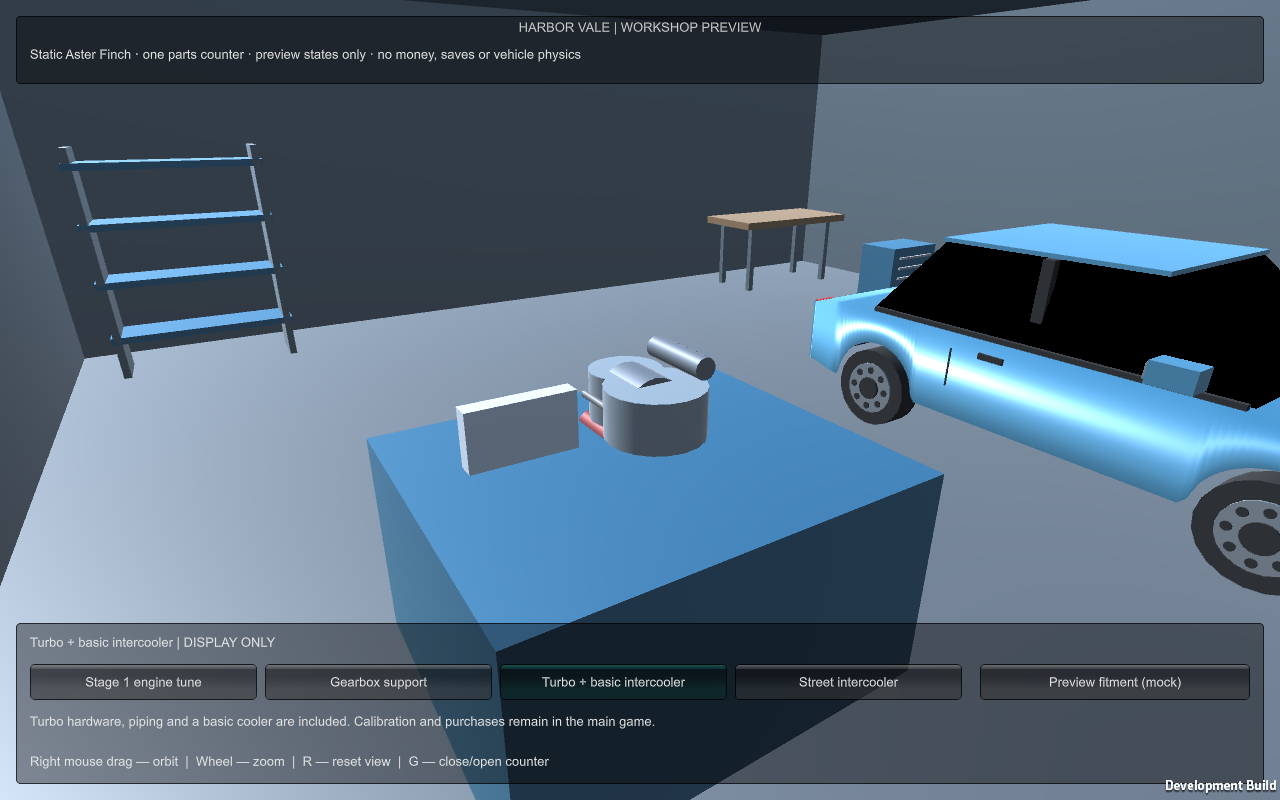 HARBOR VALE | WORKSHOP PREVIEW
Static Aster Finch · one parts counter · preview states only · no money, saves or vehicle physics
Turbo + basic intercooler | DISPLAY ONLY
Stage 1 engine tune
Gearbox support
Turbo + basic intercooler
Street intercooler
Preview fitment (mock)
Turbo hardware, piping and a basic cooler are included. Calibration and purchases remain in the main game.
Right mouse drag — orbit | Wheel — zoom | R — reset view | G — close/open counter
Development Build